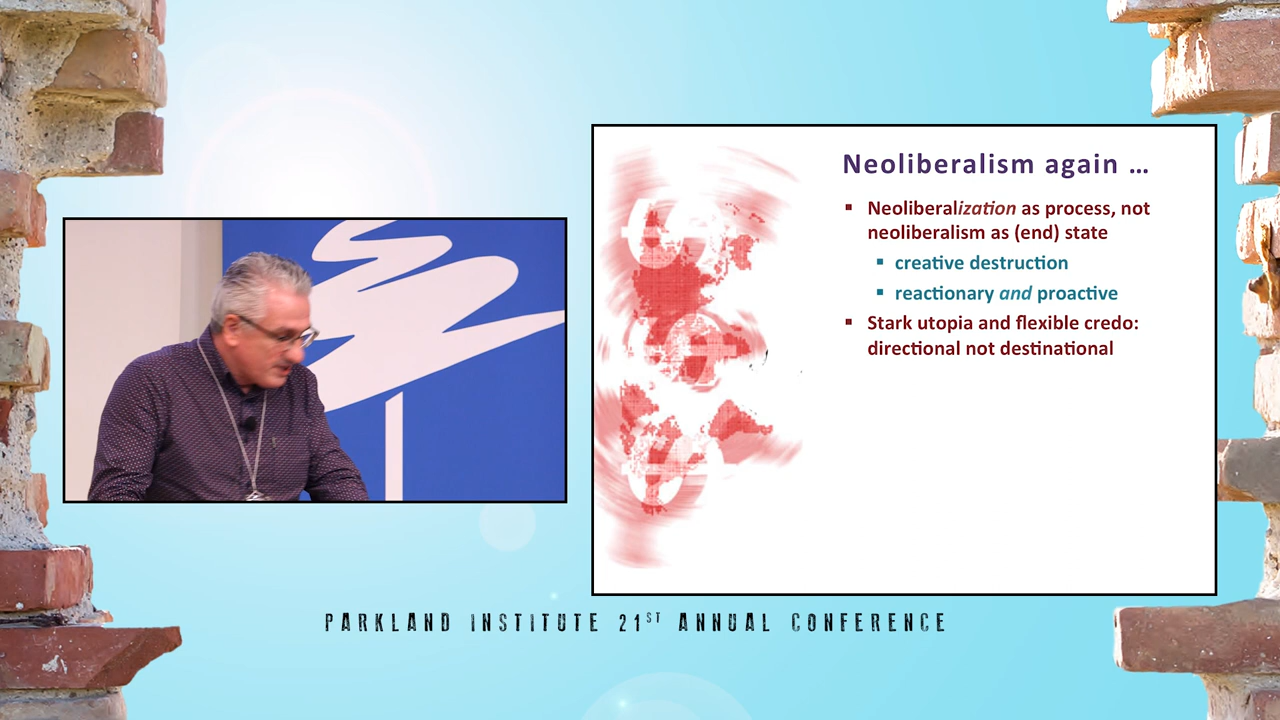 Neoliberalism again …
▪ Neoliberalization as process, not
neoliberalism as (end) state
▪ creative destruction
▪ reactionary and proactive
▪ Stark utopia and flexible credo:
directional not destinational
PARKLAND INSTITUTE 21ST ANNUAL CONFERENCE